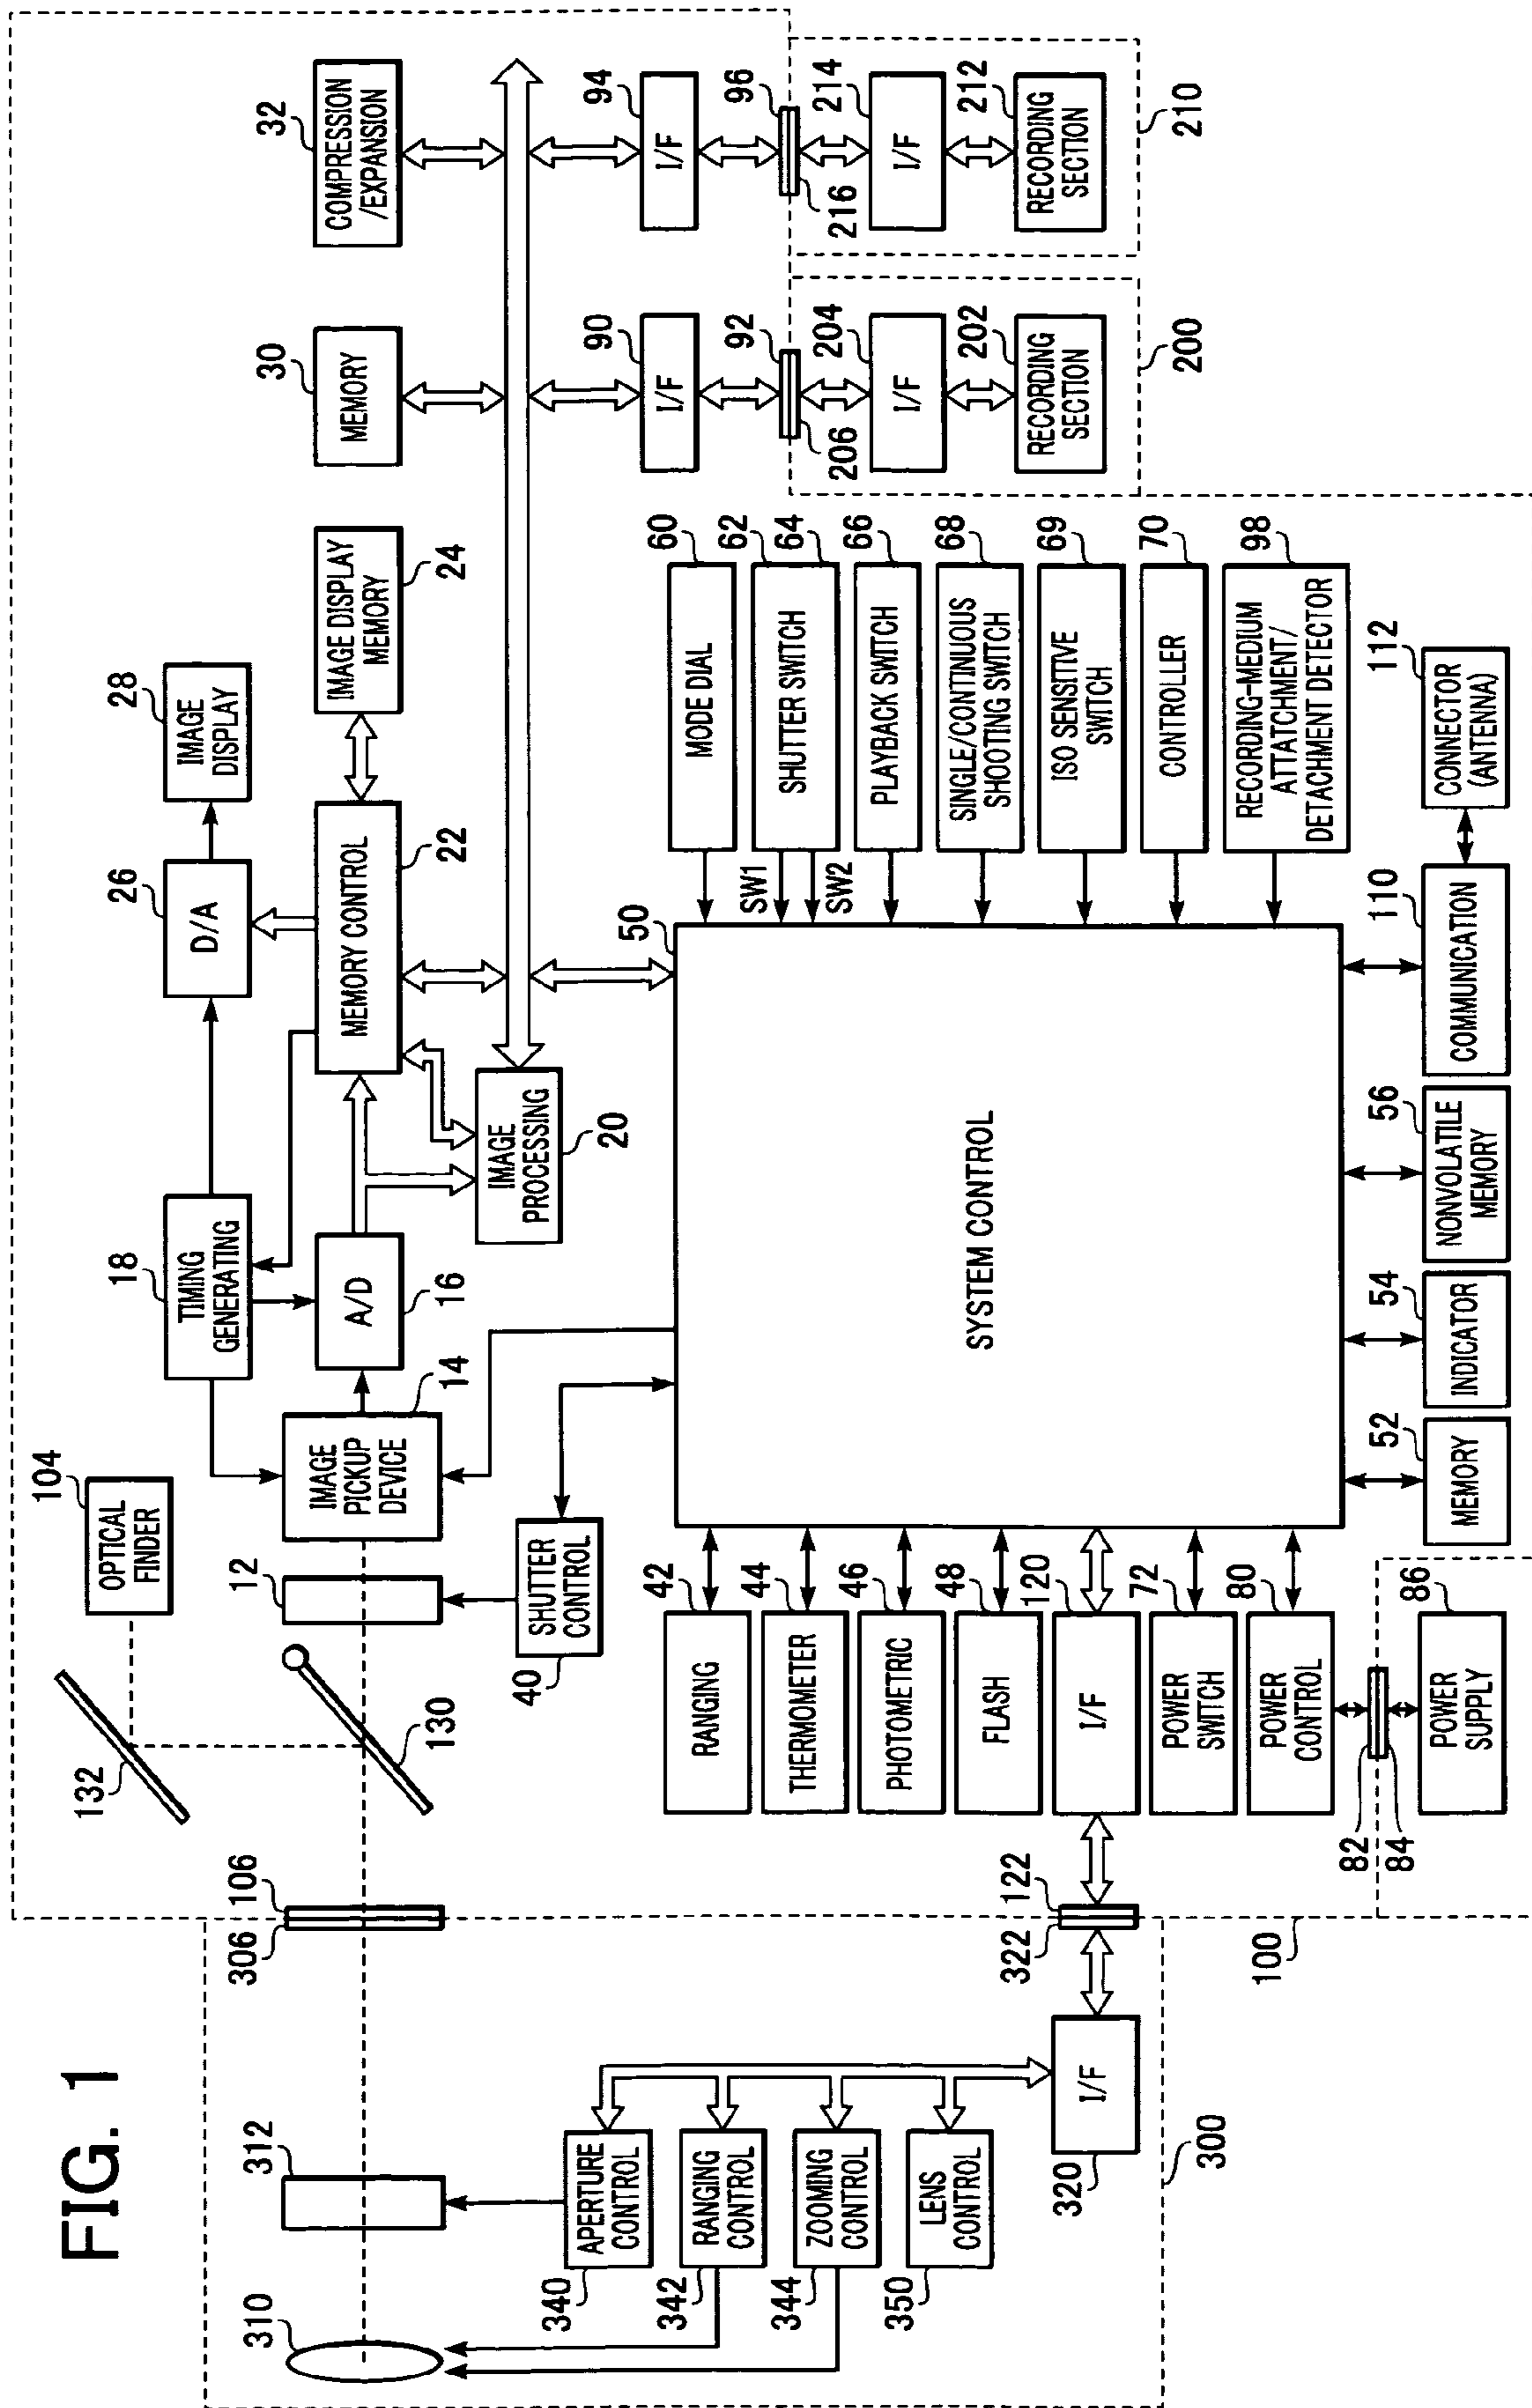 FIG. 1
310
312
306
106
132
130
104
OPTICAL
FINDER
12
IMAGE
PICKUP
DEVICE
14
18
TIMING
GENERATING
A/D
16
26
D/A
28
IMAGE
DISPLAY
MEMORY CONTROL
22
IMAGE DISPLAY
MEMORY
24
30
MEMORY
32
COMPRESSION
/EXPANSION
IMAGE
PROCESSING
20
SHUTTER
CONTROL
40
90
I/F
92
206
204
I/F
202
RECORDING
SECTION
200
94
I/F
96
216
214
I/F
212
RECORDING
SECTION
210
APERTURE
CONTROL
340
RANGING
CONTROL
342
ZOOMING
CONTROL
344
LENS
CONTROL
350
I/F
320
300
322
122
100
42
RANGING
44
THERMOMETER
46
PHOTOMETRIC
48
FLASH
120
I/F
72
POWER
SWITCH
80
POWER
CONTROL
82
84
86
POWER
SUPPLY
50
SYSTEM CONTROL
60
MODE DIAL
62
64
SHUTTER SWITCH
SW1
SW2
66
PLAYBACK SWITCH
68
SINGLE/CONTINUOUS
SHOOTING SWITCH
69
ISO SENSITIVE
SWITCH
70
CONTROLLER
98
RECORDING-MEDIUM
ATTATCHMENT/
DETACHMENT DETECTOR
52
MEMORY
54
INDICATOR
56
NONVOLATILE
MEMORY
110
COMMUNICATION
112
CONNECTOR
(ANTENNA)